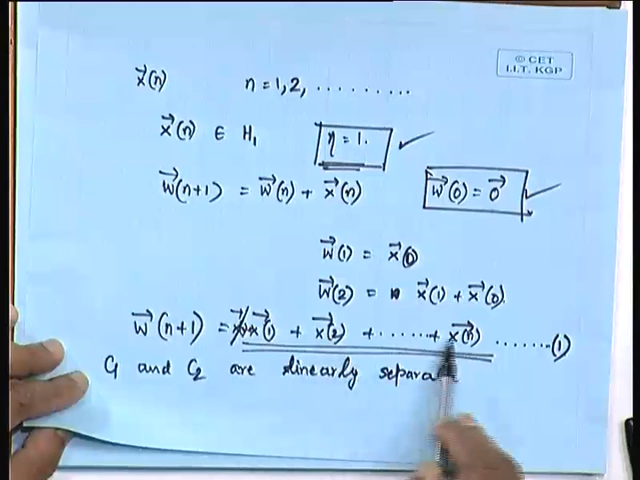 © CET
I.I.T. KGP
x⃗(n) n = 1,2, ..........
x⃗(n) ∈ H₁ η = 1. ✓
w⃗(n+1) = w⃗(n) + x⃗(n) w⃗(0) = 0⃗ ✓
w⃗(1) = x⃗(0)
w⃗(2) = x⃗(1) + x⃗(0).
w⃗(n+1) = x⃗(1) + x⃗(2) + ...... + x⃗(n) ......(1)
C₁ and C₂ are linearly separa